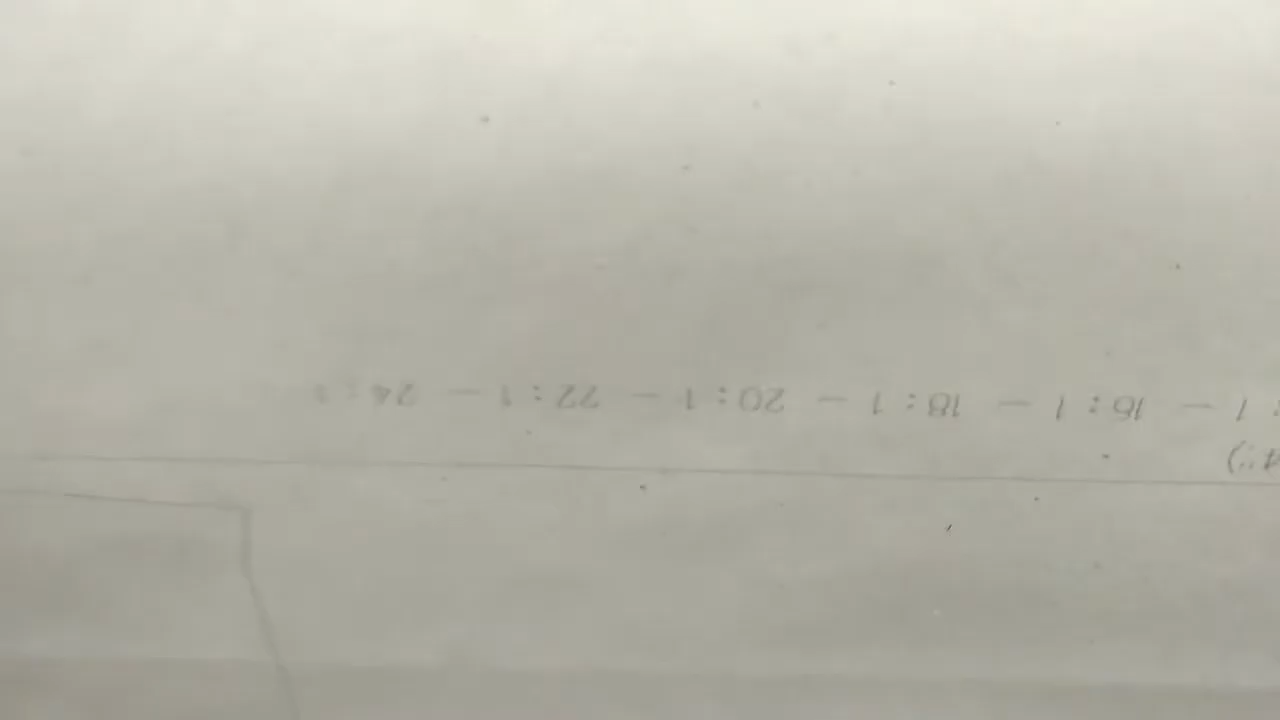 : 1 — 16 : 1 — 18 : 1 — 20 : 1 — 22 : 1 — 24 : 1